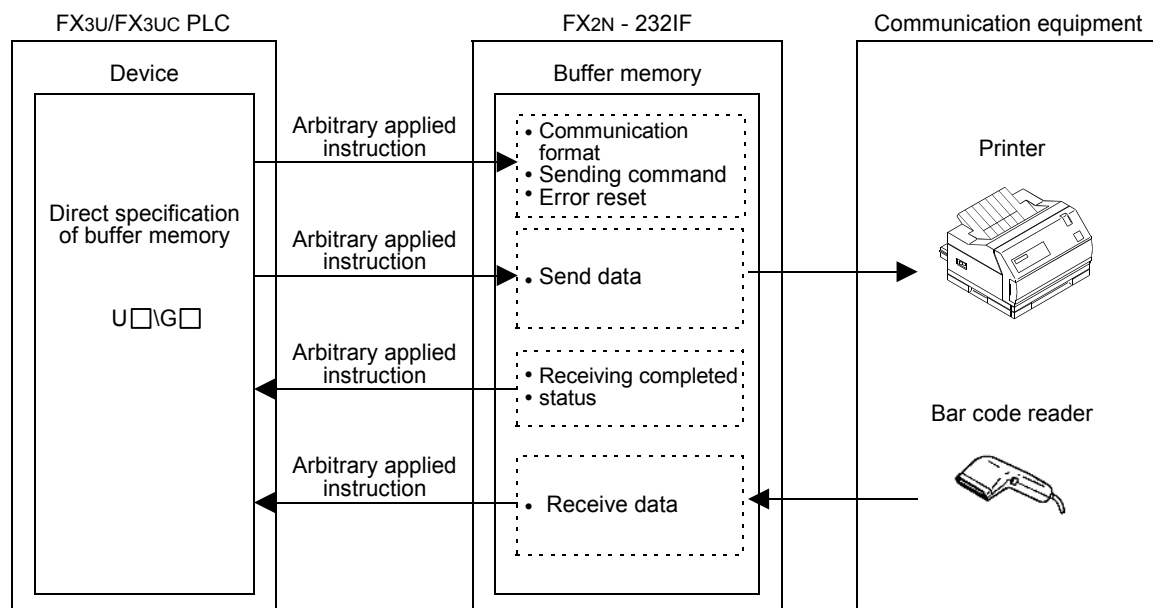 FX3U/FX3UC PLC
FX2N - 232IF
Communication equipment
Device
Buffer memory
Direct specification
of buffer memory
U□\G□
Arbitrary applied
instruction
• Communication
format
• Sending command
• Error reset
Arbitrary applied
instruction
• Send data
Arbitrary applied
instruction
• Receiving completed
• status
Arbitrary applied
instruction
• Receive data
Printer
Bar code reader